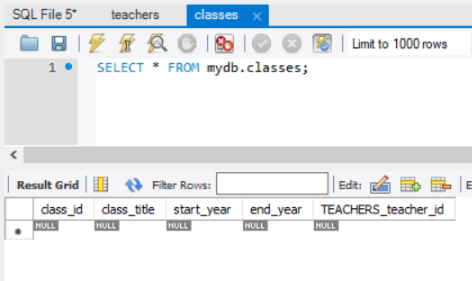 SQL File 5* teachers classes
Limit to 1000 rows
1 SELECT * FROM mydb.classes;
Result Grid Filter Rooms: Edit: E
class_id class_title start_year end_year TEACHERS_teacher_id
NULL NULL NULL NULL NULL